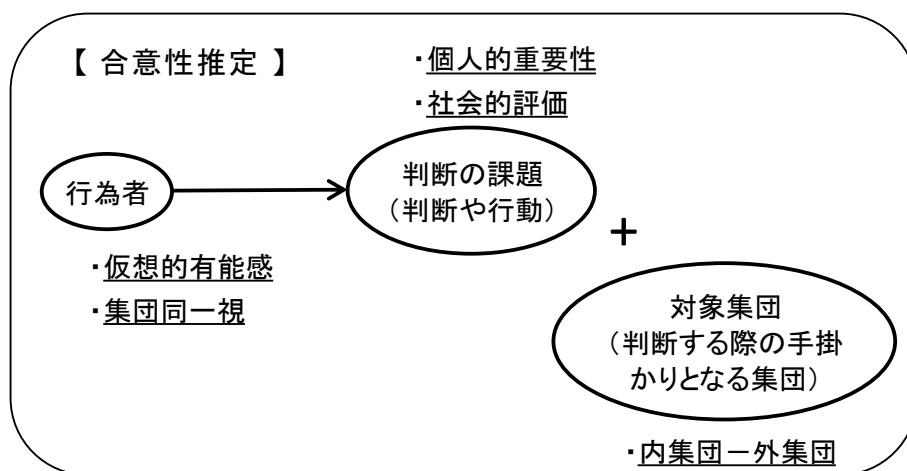 【 合意性推定 】
・個人的重要性
・社会的評価
行為者
判断の課題
（判断や行動）
+
・仮想的有能感
・集団同一視
対象集団
（判断する際の手掛
かりとなる集団）
・内集団－外集団